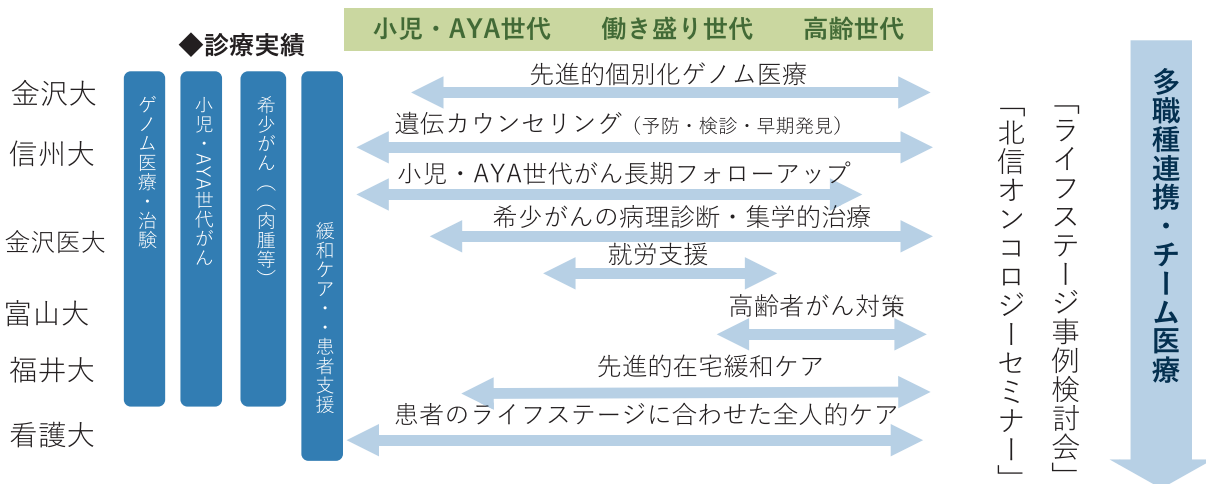 小児・AYA世代
働き盛り世代
高齢世代
◆診療実績
金沢大
信州大
金沢医大
富山大
福井大
看護大
ゲノム医療・治験
小児・AYA世代がん
希少がん（（肉腫等）
緩和ケア・・患者支援
先進的個別化ゲノム医療
遺伝カウンセリング（予防・検診・早期発見）
小児・AYA世代がん長期フォローアップ
希少がんの病理診断・集学的治療
就労支援
高齢者がん対策
先進的在宅緩和ケア
患者のライフステージに合わせた全人的ケア
「ライフステージ事例検討会」
「北信オンコロジーセミナー」
多職種連携・チーム医療